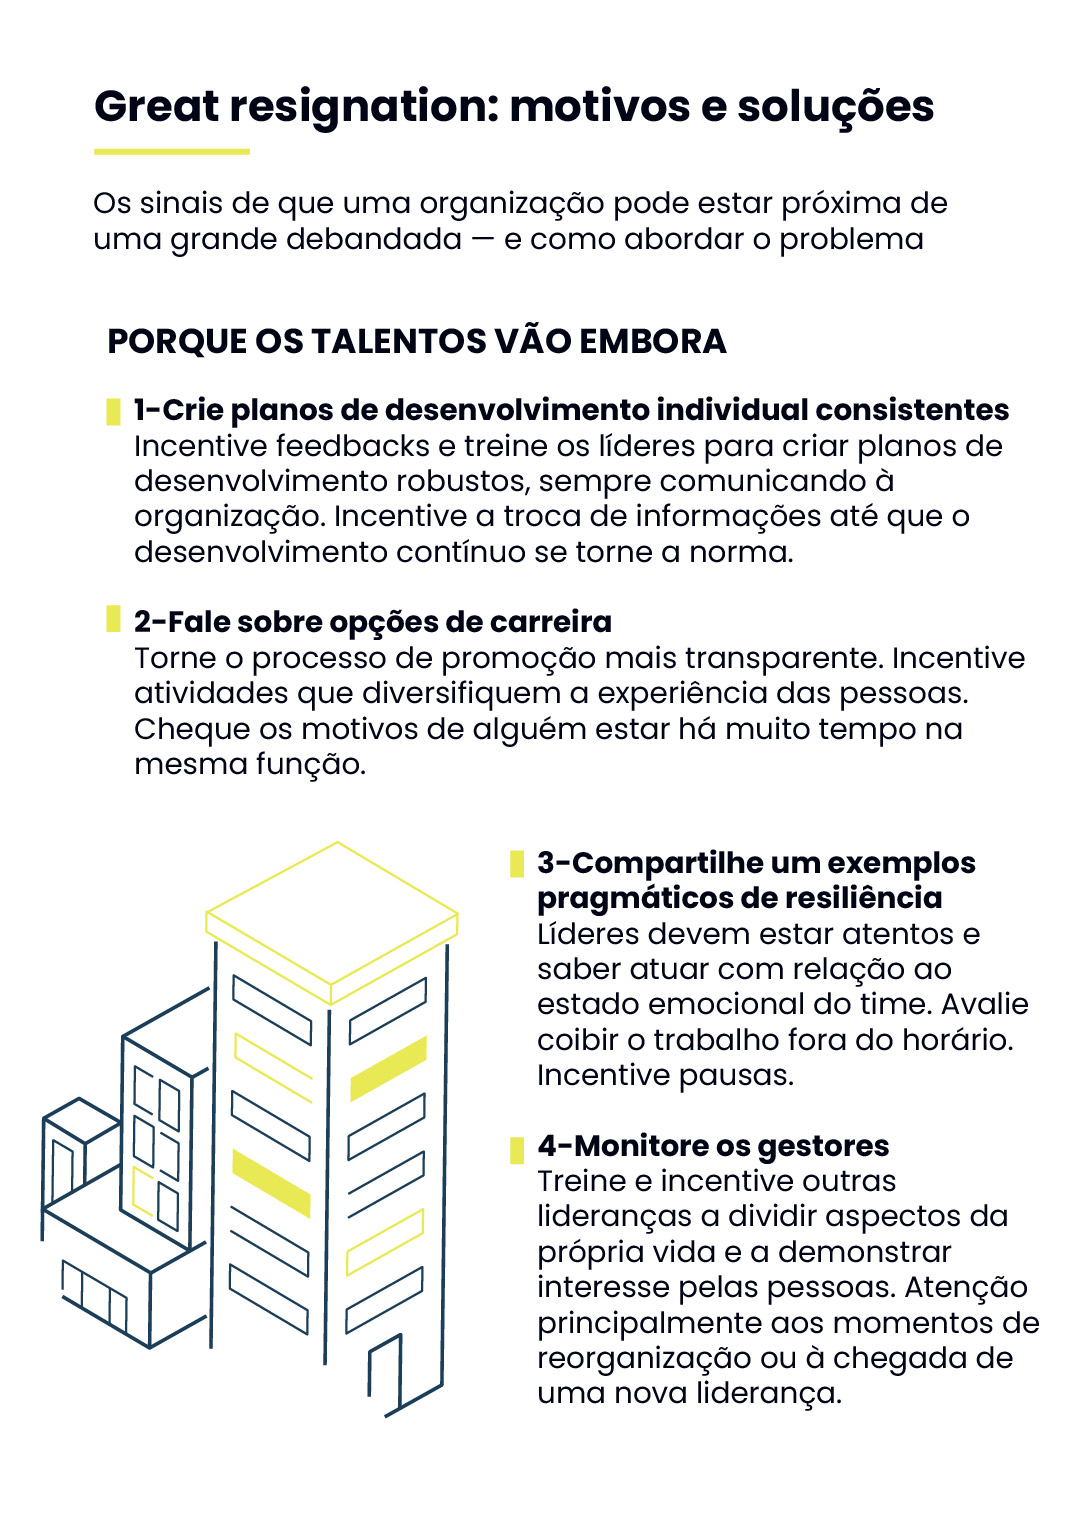 Great resignation: motivos e soluções
Os sinais de que uma organização pode estar próxima de
uma grande debandada — e como abordar o problema
PORQUE OS TALENTOS VÃO EMBORA
1-Crie planos de desenvolvimento individual consistentes
Incentive feedbacks e treine os líderes para criar planos de
desenvolvimento robustos, sempre comunicando à
organização. Incentive a troca de informações até que o
desenvolvimento contínuo se torne a norma.
2-Fale sobre opções de carreira
Torne o processo de promoção mais transparente. Incentive
atividades que diversifiquem a experiência das pessoas.
Cheque os motivos de alguém estar há muito tempo na
mesma função.
3-Compartilhe um exemplos
pragmáticos de resiliência
Líderes devem estar atentos e
saber atuar com relação ao
estado emocional do time. Avalie
coibir o trabalho fora do horário.
Incentive pausas.
4-Monitore os gestores
Treine e incentive outras
lideranças a dividir aspectos da
própria vida e a demonstrar
interesse pelas pessoas. Atenção
principalmente aos momentos de
reorganização ou à chegada de
uma nova liderança.